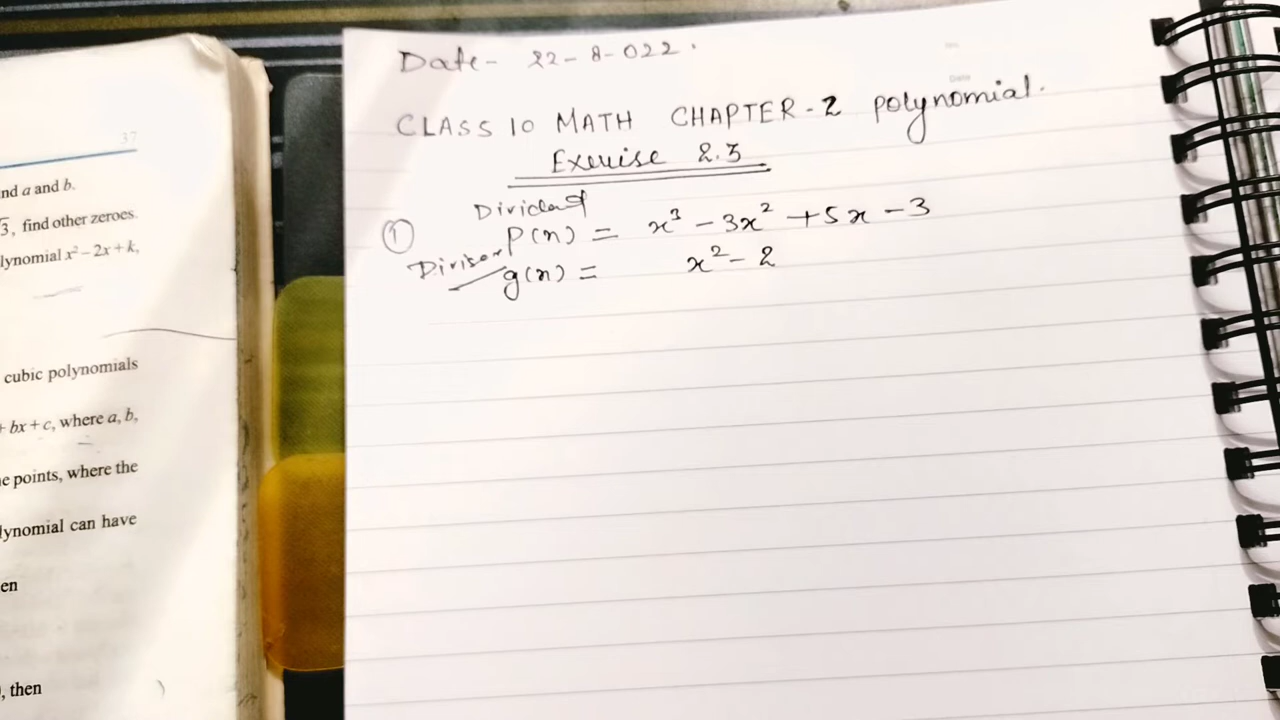 37
nd a and b.
√3, find other zeroes.
lynomial x² – 2x + k,
cubic polynomials
+ bx + c, where a, b,
e points, where the
lynomial can have
en
, then
Date- 22-8-022.
CLASS 10 MATH CHAPTER-2 polynomial.
Exercise 2.3
Dividend
① P(x) = x³ - 3x² + 5x - 3
Divisor g(x) = x² - 2